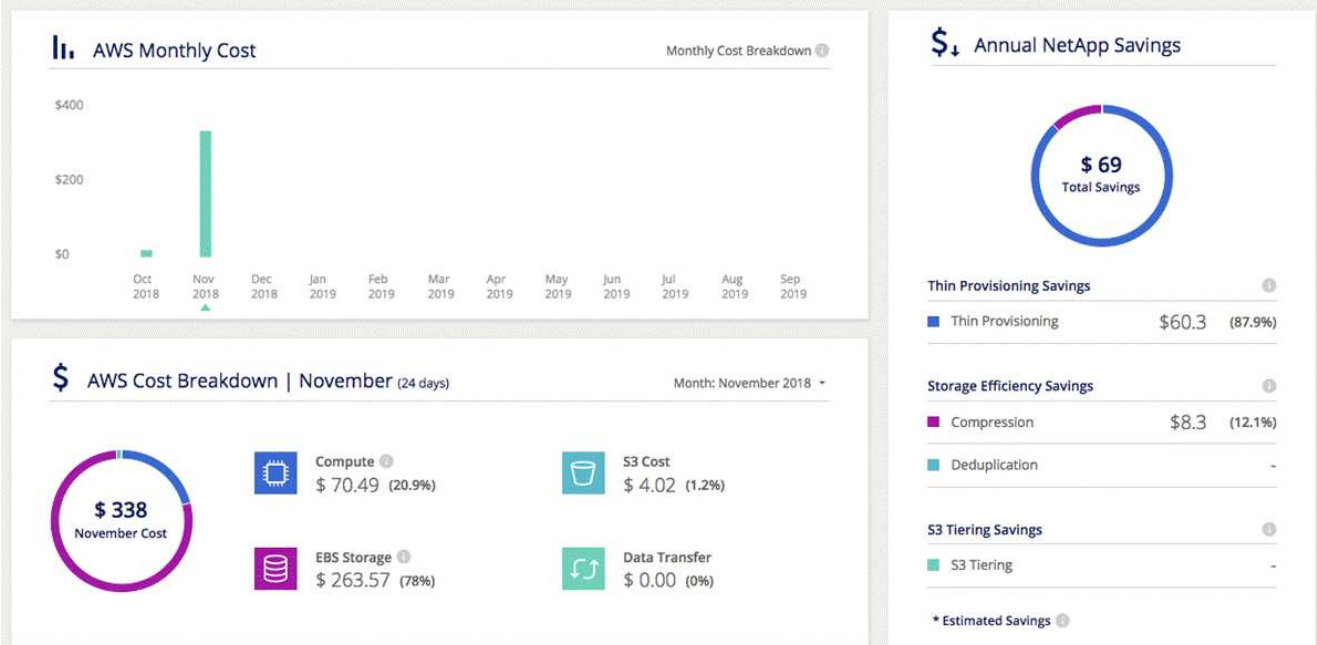 AWS Monthly Cost
Monthly Cost Breakdown
$400
$200
$0
Oct 2018
Nov 2018
Dec 2018
Jan 2019
Feb 2019
Mar 2019
Apr 2019
May 2019
Jun 2019
Jul 2019
Aug 2019
Sep 2019
$ AWS Cost Breakdown | November (24 days)
Month: November 2018
$ 338
November Cost
Compute
$ 70.49 (20.9%)
S3 Cost
$ 4.02 (1.2%)
EBS Storage
$ 263.57 (78%)
Data Transfer
$ 0.00 (0%)
$ Annual NetApp Savings
$ 69
Total Savings
Thin Provisioning Savings
Thin Provisioning $60.3 (87.9%)
Storage Efficiency Savings
Compression $8.3 (12.1%)
Deduplication -
S3 Tiering Savings
S3 Tiering -
* Estimated Savings